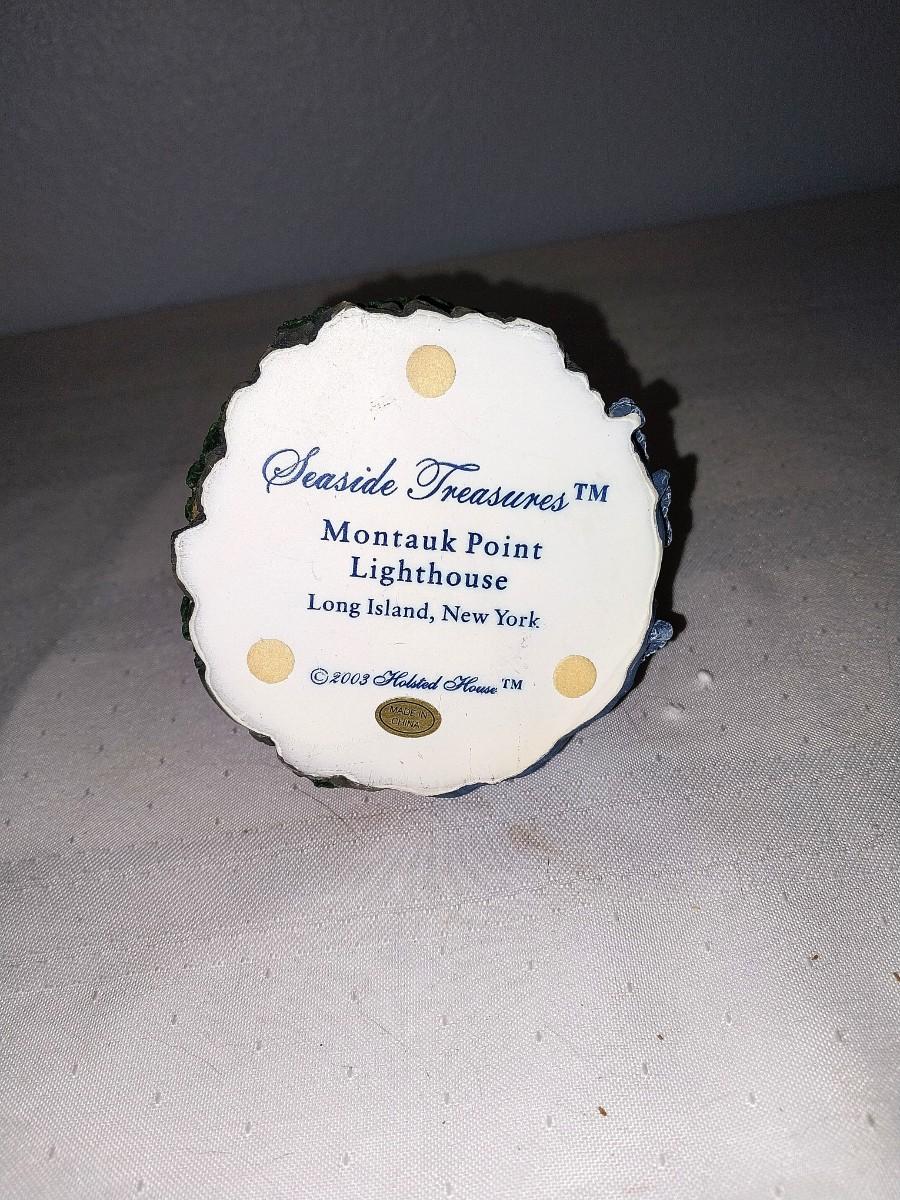 Seaside Treasures™
Montauk Point
Lighthouse
Long Island, New York
©2003 Holsted House™
MADE IN
CHINA